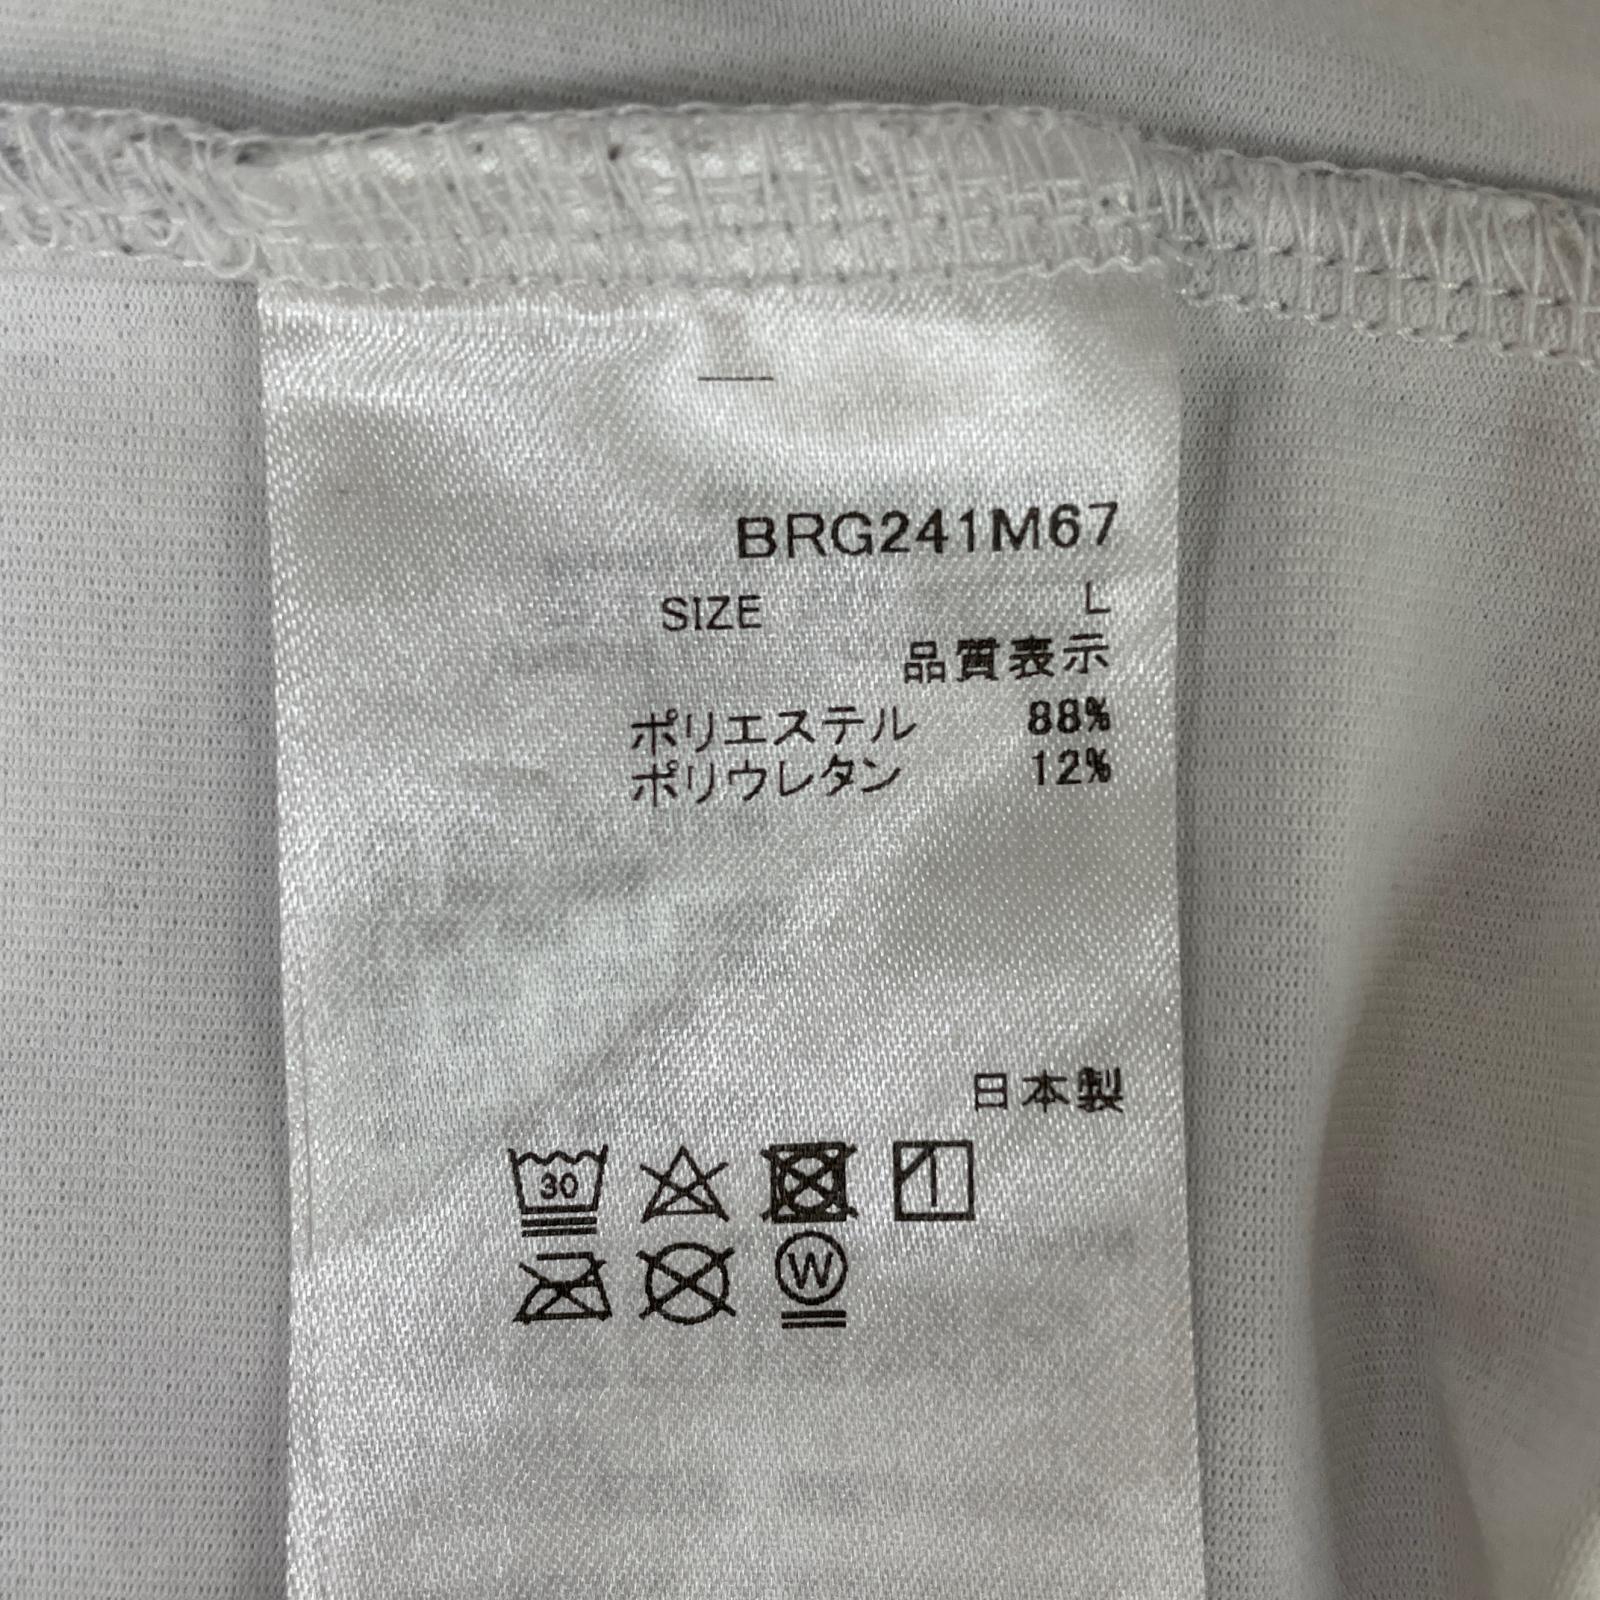 BRG241M67
SIZE L
品質表示
ポリエステル 88%
ポリウレタン 12%
日本製
30
W